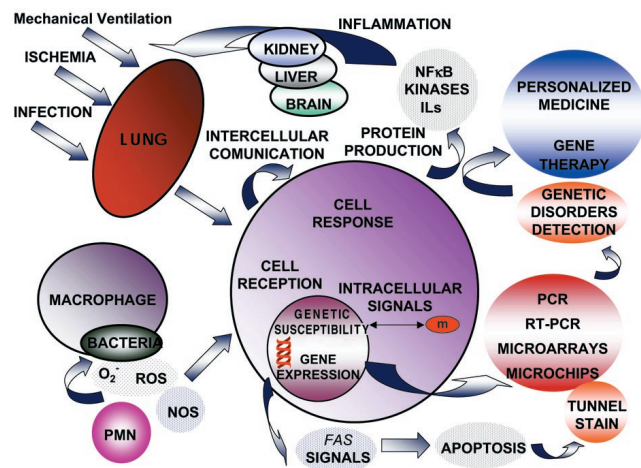 Mechanical Ventilation
ISCHEMIA
INFECTION
LUNG
INFLAMMATION
KIDNEY
LIVER
BRAIN
NFκB
KINASES
ILs
INTERCELLULAR
COMUNICATION
PROTEIN
PRODUCTION
PERSONALIZED
MEDICINE
GENE
THERAPY
GENETIC
DISORDERS
DETECTION
CELL
RESPONSE
CELL
RECEPTION
INTRACELLULAR
SIGNALS
GENETIC
SUSCEPTIBILITY
m
GENE
EXPRESSION
MACROPHAGE
BACTERIA
O₂⁻
ROS
NOS
PMN
PCR
RT-PCR
MICROARRAYS
MICROCHIPS
TUNNEL
STAIN
FAS
SIGNALS
APOPTOSIS